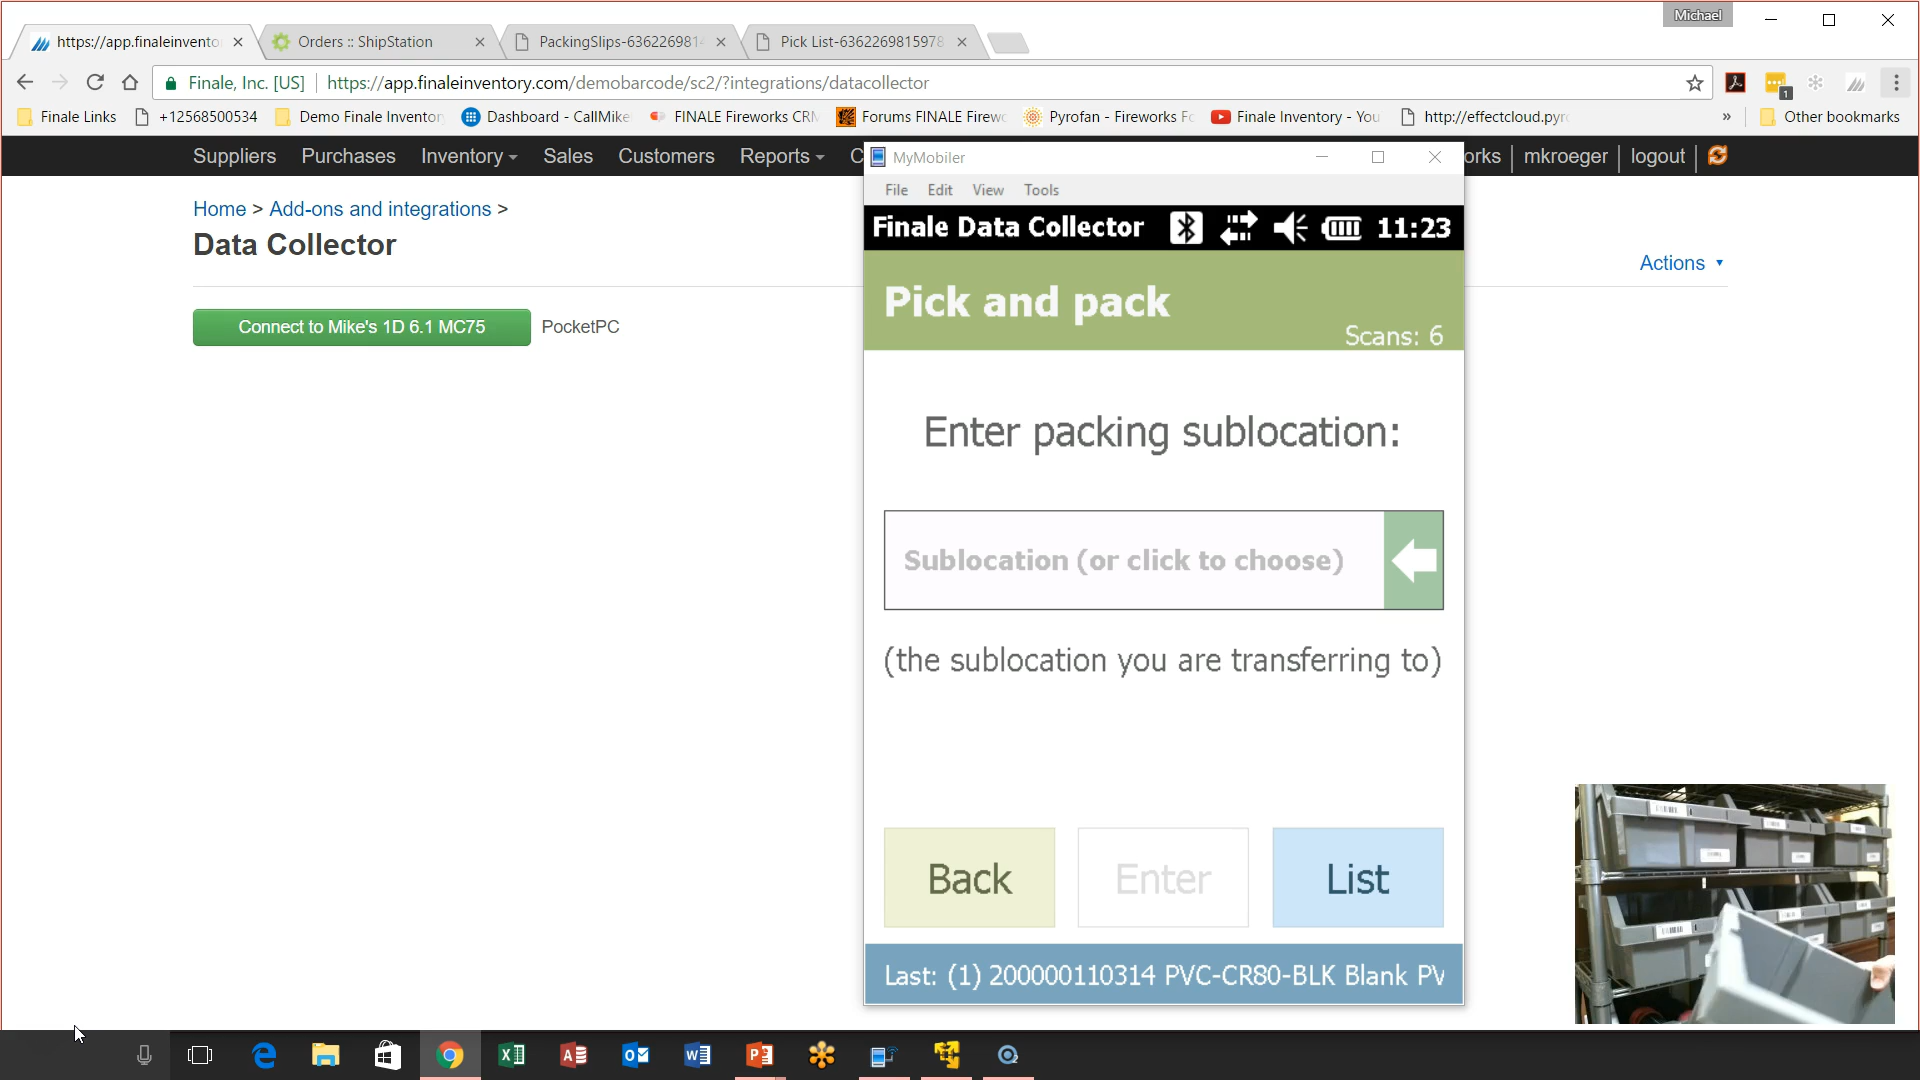 Michael
https://app.finaleinvento
Orders :: ShipStation
PackingSlips-636226981
Pick List-6362269815978
Finale, Inc. [US]
https://app.finaleinventory.com/demobarcode/sc2/?integrations/datacollector
1
Finale Links
+12568500534
Demo Finale Inventor
Dashboard - CallMike
FINALE Fireworks CRM
Forums FINALE Firew
Pyrofan - Fireworks Fo
Finale Inventory - You
http://effectcloud.pyro
»
Other bookmarks
Suppliers
Purchases
Inventory
Sales
Customers
Reports
C
orks
mkroeger
logout
Home > Add-ons and integrations >
Data Collector
Actions
Connect to Mike's 1D 6.1 MC75
PocketPC
MyMobiler
File
Edit
View
Tools
Finale Data Collector
11:23
Pick and pack
Scans: 6
Enter packing sublocation:
Sublocation (or click to choose)
(the sublocation you are transferring to)
Back
Enter
List
Last: (1) 200000110314 PVC-CR80-BLK Blank PV